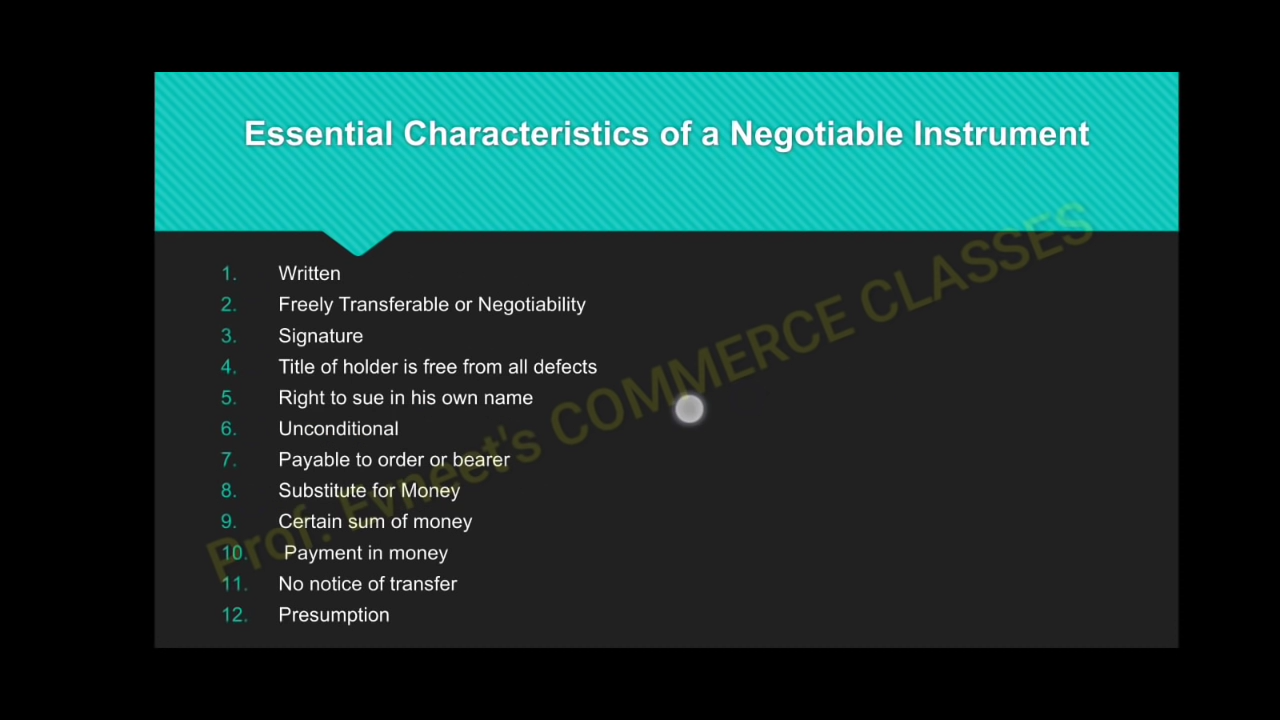 Essential Characteristics of a Negotiable Instrument
1. Written
2. Freely Transferable or Negotiability
3. Signature
4. Title of holder is free from all defects
5. Right to sue in his own name
6. Unconditional
7. Payable to order or bearer
8. Substitute for Money
9. Certain sum of money
10. Payment in money
11. No notice of transfer
12. Presumption
Prof. Evneet's COMMERCE CLASSES